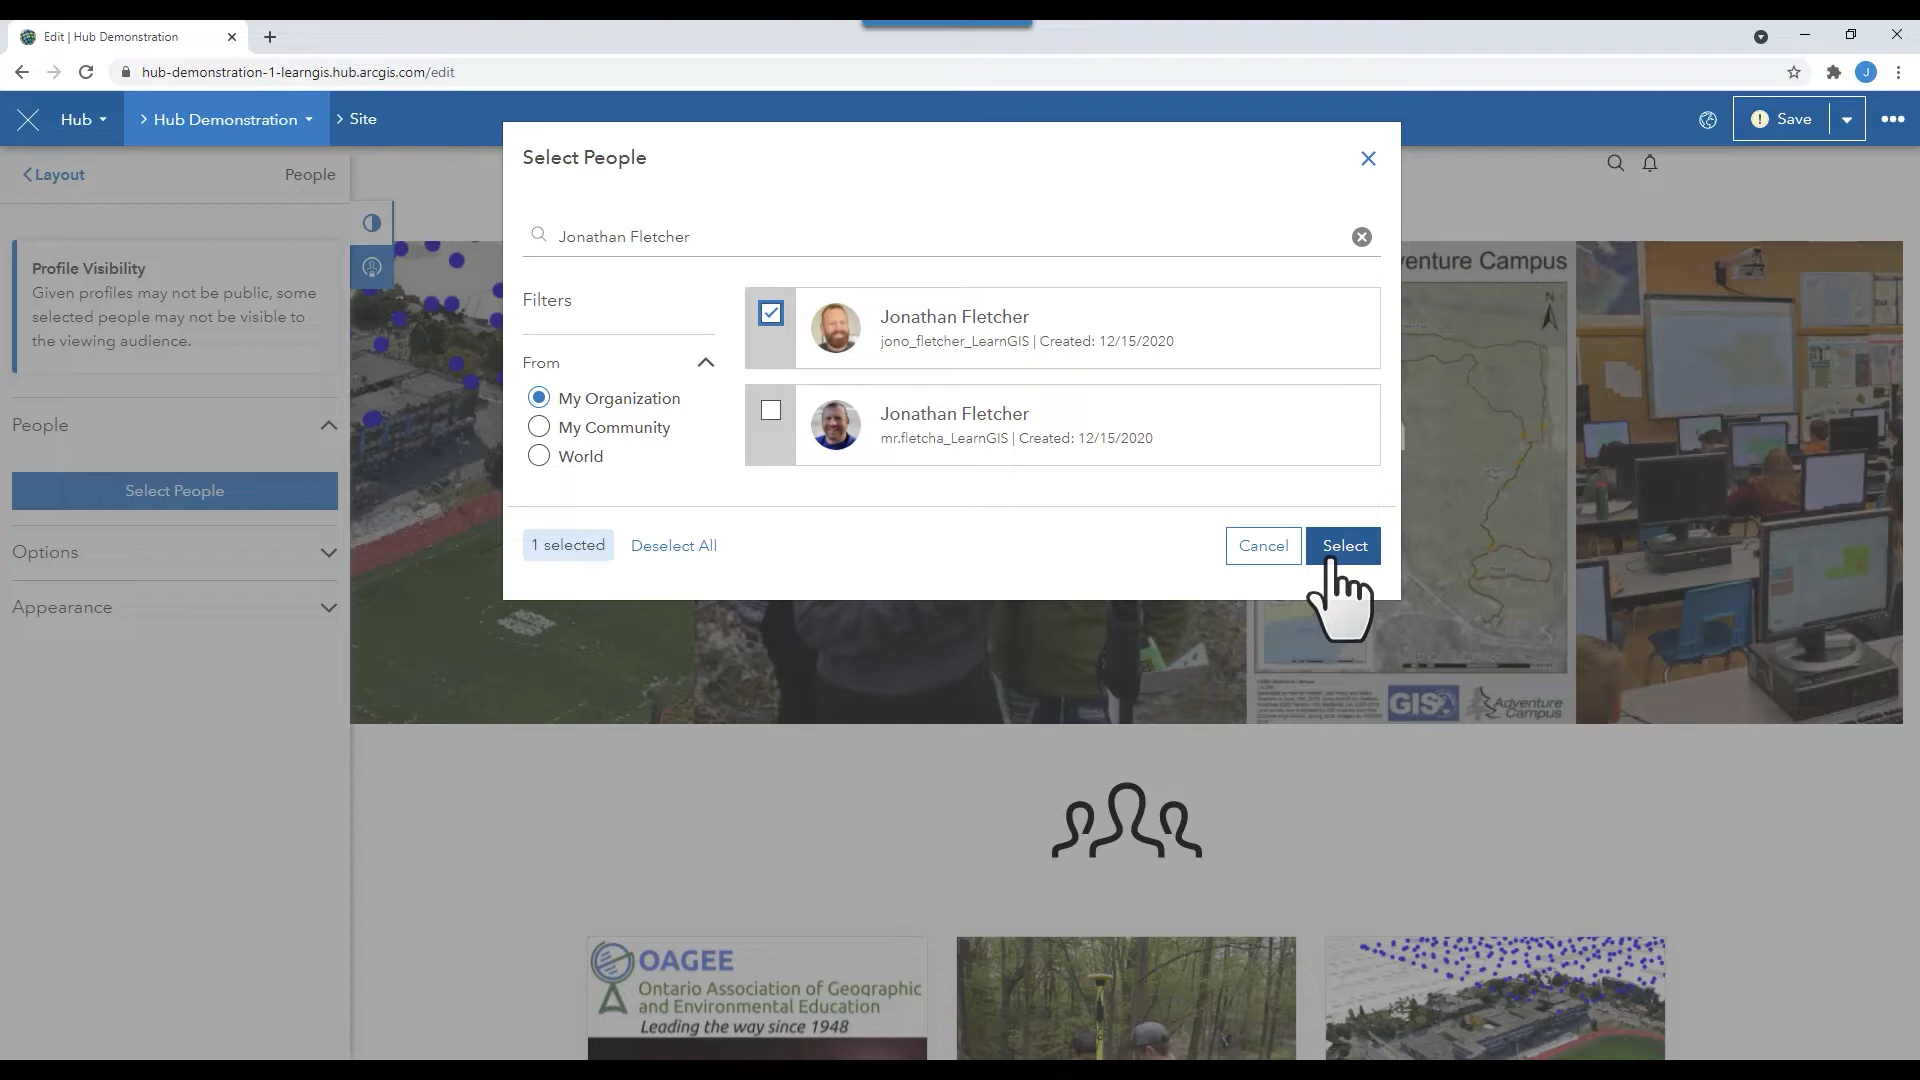 Edit | Hub Demonstration
hub-demonstration-1-learngis.hub.arcgis.com/edit
J
Hub
Hub Demonstration
Site
! Save
Layout
People
Profile Visibility
Given profiles may not be public, some
selected people may not be visible to
the viewing audience.
People
Select People
Options
Appearance
Select People
Jonathan Fletcher
Filters
From
My Organization
My Community
World
Jonathan Fletcher
jono_fletcher_LearnGIS | Created: 12/15/2020
Jonathan Fletcher
mr.fletcha_LearnGIS | Created: 12/15/2020
1 selected
Deselect All
Cancel
Select
venture Campus
N
GIS
Adventure
Campus
OAGEE
Ontario Association of Geographic
and Environmental Education
Leading the way since 1948